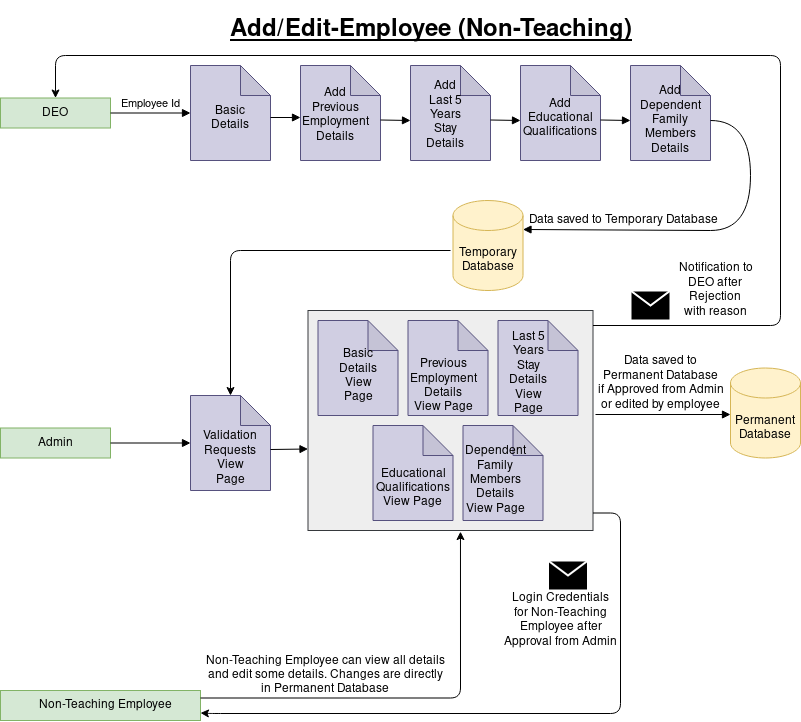 Add/Edit-Employee (Non-Teaching)
DEO
Employee Id
Basic
Details
Add
Previous
Employment
Details
Add
Last 5
Years
Stay
Details
Add
Educational
Qualifications
Add
Dependent
Family
Members
Details
Data saved to Temporary Database
Temporary
Database
Notification to
DEO after
Rejection
with reason
Basic
Details
View
Page
Previous
Employment
Details
View Page
Last 5
Years
Stay
Details
View
Page
Data saved to
Permanent Database
if Approved from Admin
or edited by employee
Permanent
Database
Admin
Validation
Requests
View
Page
Educational
Qualifications
View Page
Dependent
Family
Members
Details
View Page
Login Credentials
for Non-Teaching
Employee after
Approval from Admin
Non-Teaching Employee can view all details
and edit some details. Changes are directly
in Permanent Database
Non-Teaching Employee